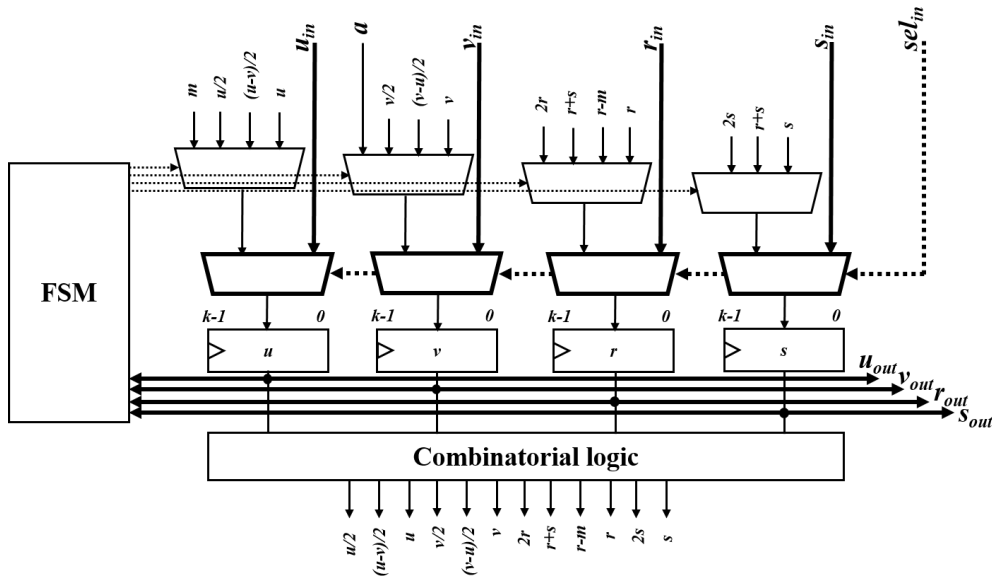 u_in a v_in r_in s_in sel_in
m u/2 (u-v)/2 u
v/2 (v-u)/2 v
2r r+s r-m r
2s r+s s
FSM
k-1 0 k-1 0 k-1 0 k-1 0
u v r s
u_out
v_out
r_out
s_out
Combinatorial logic
u/2 (u-v)/2 u v/2 (v-u)/2 v 2r r+s r-m r 2s s